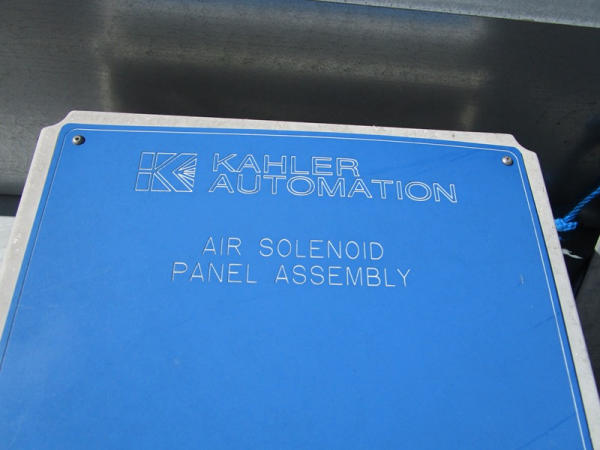 KAHLER
AUTOMATION
AIR SOLENOID
PANEL ASSEMBLY